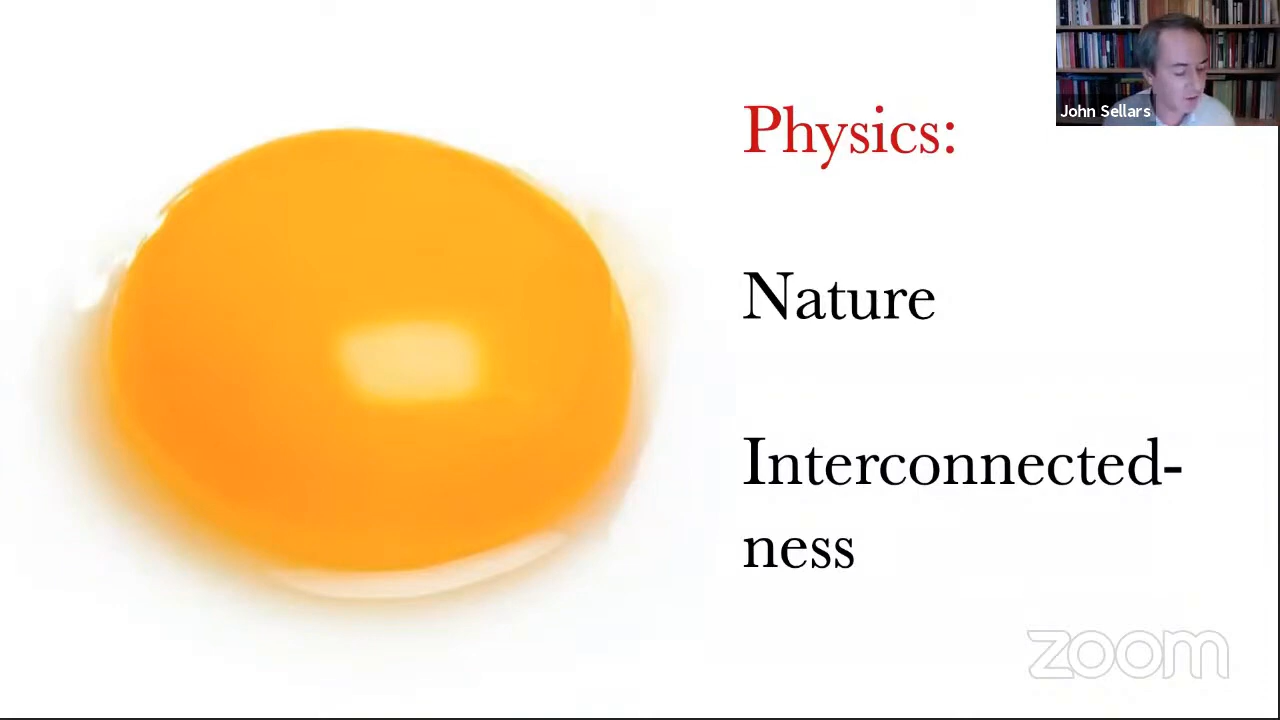 Physics:
John Sellars
Nature
Interconnected-
ness
zoom